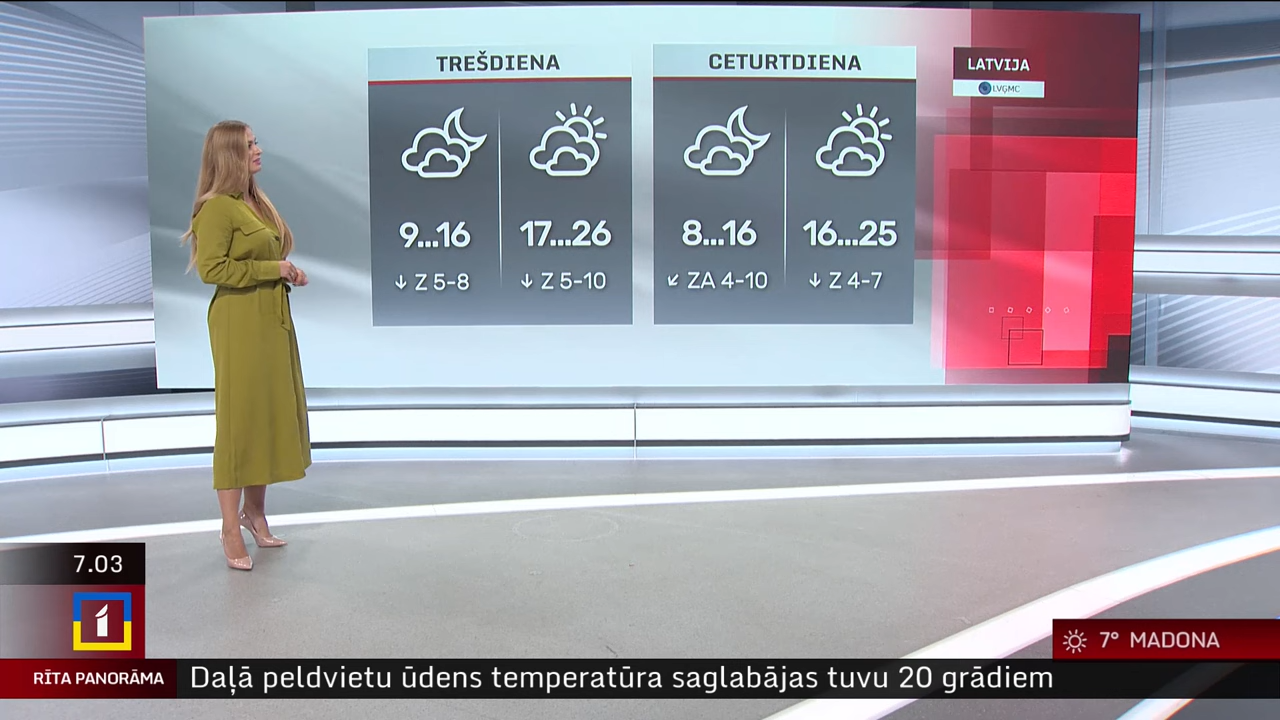 TREŠDIENA
9...16
17...26
Z 5-8
Z 5-10
CETURTDIENA
8...16
16...25
ZA 4-10
Z 4-7
LATVIJA
LVĢMC
7.03
1
7° MADONA
RĪTA PANORĀMA
Daļā peldvietu ūdens temperatūra saglabājas tuvu 20 grādiem